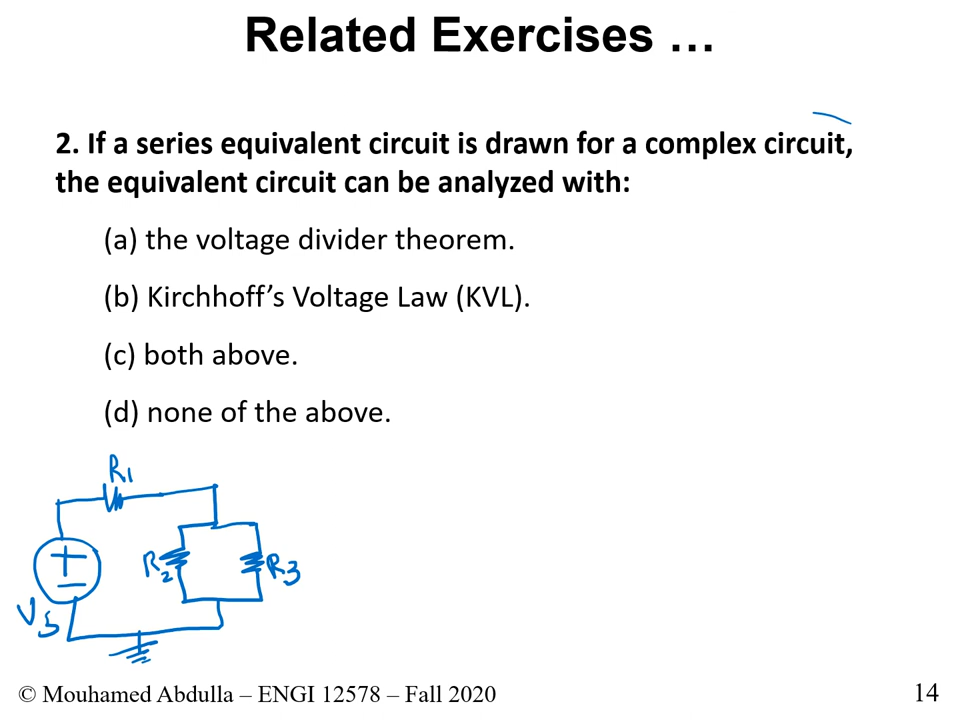 Related Exercises …
2. If a series equivalent circuit is drawn for a complex circuit,
the equivalent circuit can be analyzed with:
(a) the voltage divider theorem.
(b) Kirchhoff’s Voltage Law (KVL).
(c) both above.
(d) none of the above.
R1
R2
R3
+
−
Vs
© Mouhamed Abdulla – ENGI 12578 – Fall 2020
14